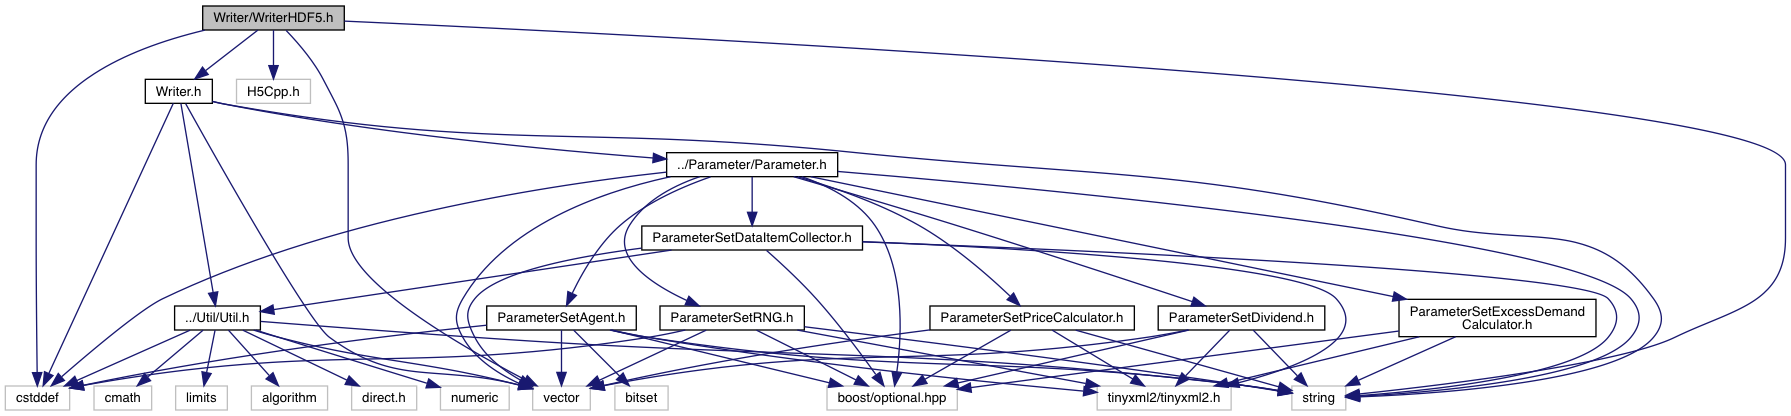 Writer/WriterHDF5.h
Writer.h
H5Cpp.h
../Parameter/Parameter.h
ParameterSetDataItemCollector.h
../Util/Util.h
ParameterSetAgent.h
ParameterSetRNG.h
ParameterSetPriceCalculator.h
ParameterSetDividend.h
ParameterSetExcessDemand
Calculator.h
cstddef
cmath
limits
algorithm
direct.h
numeric
vector
bitset
boost/optional.hpp
tinyxml2/tinyxml2.h
string